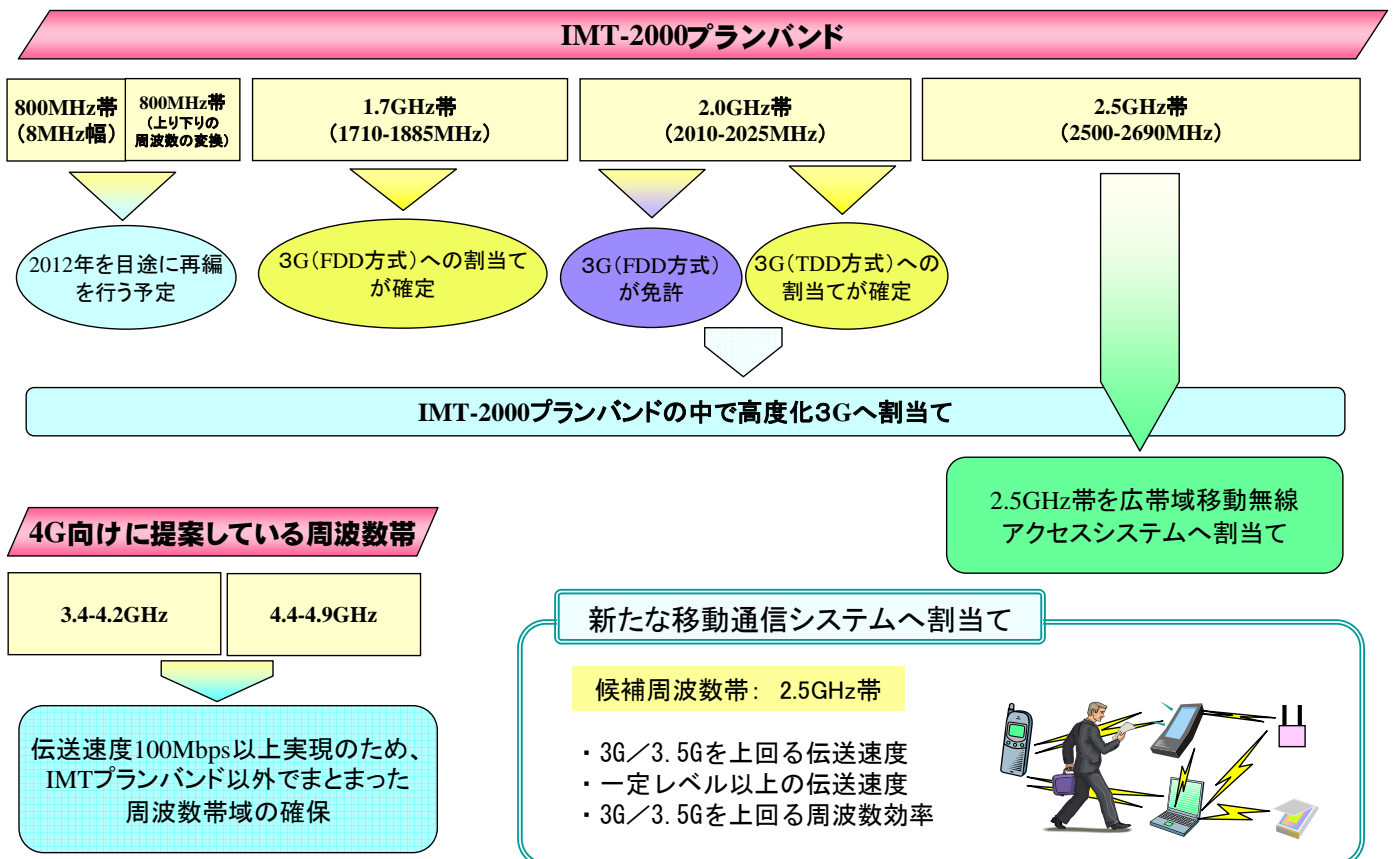 IMT-2000プランバンド
800MHz帯
(8MHz幅)
800MHz帯
(上り下りの
周波数の変換)
1.7GHz帯
(1710-1885MHz)
2.0GHz帯
(2010-2025MHz)
2.5GHz帯
(2500-2690MHz)
2012年を目途に再編
を行う予定
3G(FDD方式)への割当て
が確定
3G(FDD方式)
が免許
3G(TDD方式)への
割当てが確定
IMT-2000プランバンドの中で高度化3Gへ割当て
2.5GHz帯を広帯域移動無線
アクセスシステムへ割当て
4G向けに提案している周波数帯
3.4-4.2GHz
4.4-4.9GHz
伝送速度100Mbps以上実現のため、
IMTプランバンド以外でまとまった
周波数帯域の確保
新たな移動通信システムへ割当て
候補周波数帯: 2.5GHz帯
・3G/3.5Gを上回る伝送速度
・一定レベル以上の伝送速度
・3G/3.5Gを上回る周波数効率